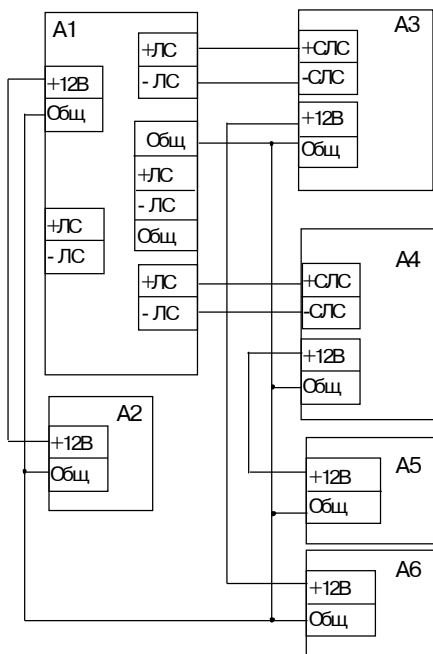 А1
+ЛС
- ЛС
+12В
Общ
Общ
+ЛС
- ЛС
Общ
+ЛС
- ЛС
+ЛС
- ЛС
А2
+12В
Общ
А3
+СЛС
-СЛС
+12В
Общ
А4
+СЛС
-СЛС
+12В
Общ
А5
+12В
Общ
А6
+12В
Общ